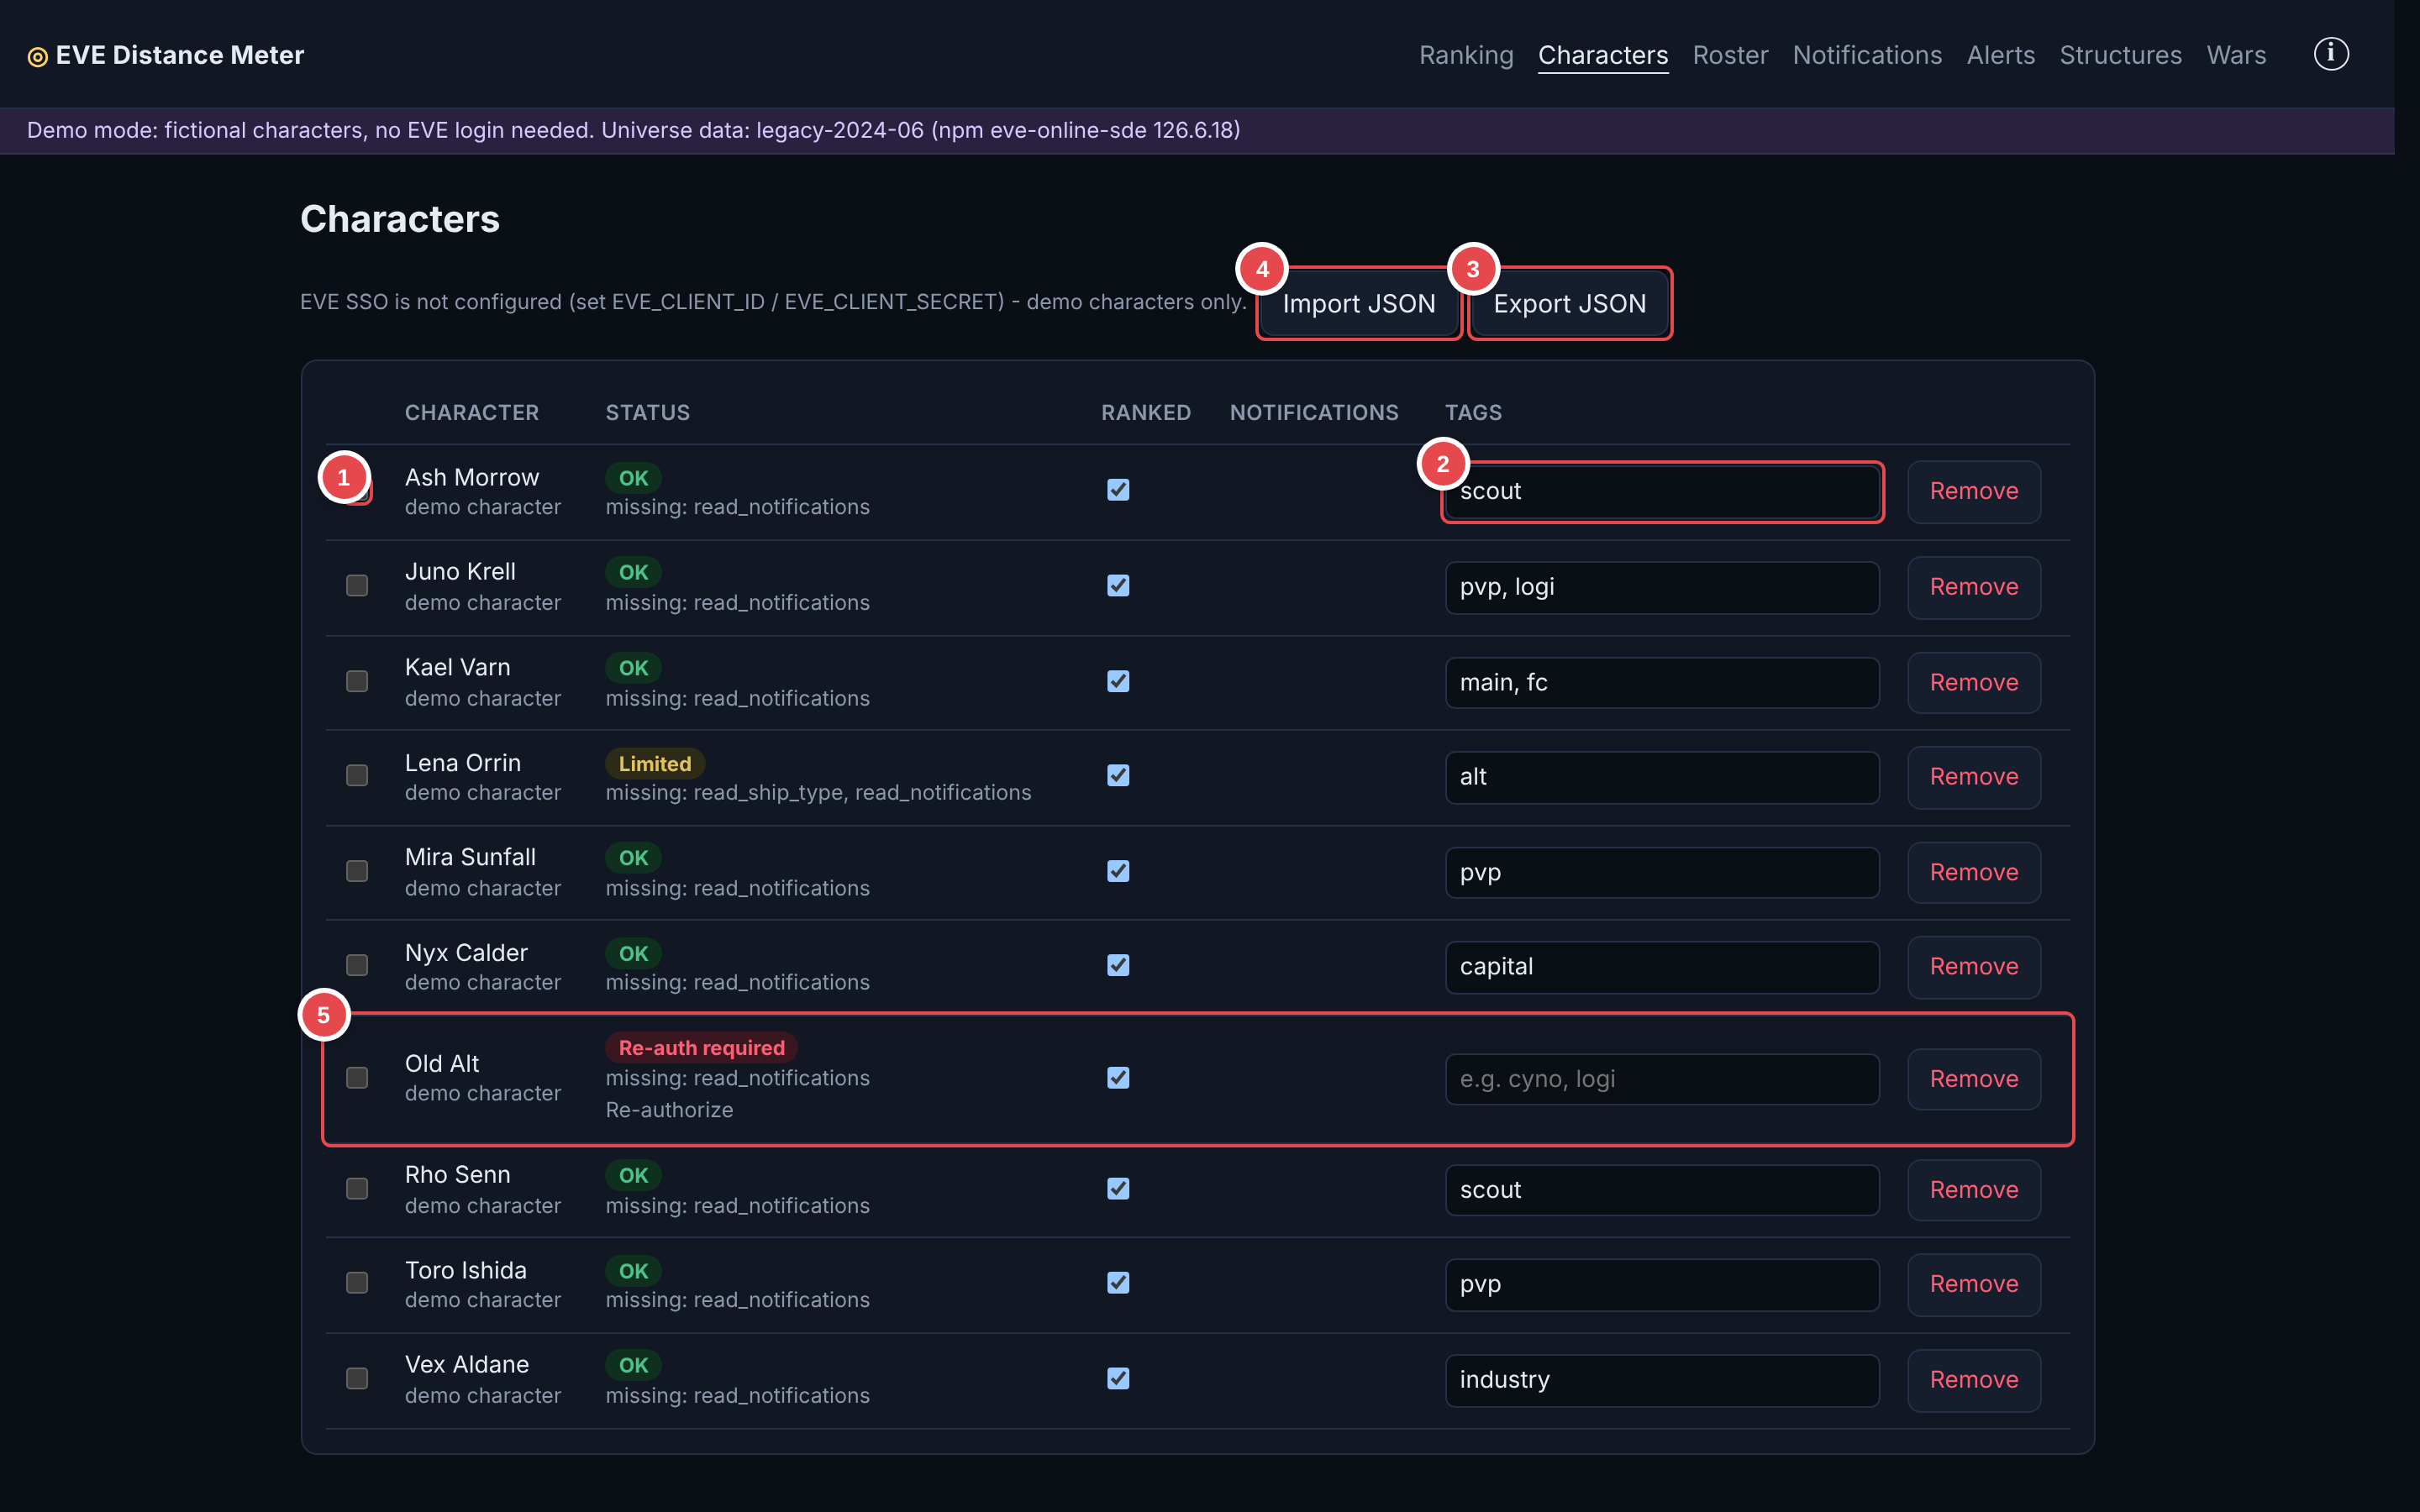 EVE Distance Meter
Ranking Characters Roster Notifications Alerts Structures Wars i
Demo mode: fictional characters, no EVE login needed. Universe data: legacy-2024-06 (npm eve-online-sde 126.6.18)
Characters
EVE SSO is not configured (set EVE_CLIENT_ID / EVE_CLIENT_SECRET) - demo characters only.
4 Import JSON
3 Export JSON
CHARACTER STATUS RANKED NOTIFICATIONS TAGS
1 Ash Morrow OK 2 scout Remove
demo character missing: read_notifications
Juno Krell OK pvp, logi Remove
demo character missing: read_notifications
Kael Varn OK main, fc Remove
demo character missing: read_notifications
Lena Orrin Limited alt Remove
demo character missing: read_ship_type, read_notifications
Mira Sunfall OK pvp Remove
demo character missing: read_notifications
Nyx Calder OK capital Remove
demo character missing: read_notifications
5
Old Alt Re-auth required e.g. cyno, logi Remove
demo character missing: read_notifications
Re-authorize
Rho Senn OK scout Remove
demo character missing: read_notifications
Toro Ishida OK pvp Remove
demo character missing: read_notifications
Vex Aldane OK industry Remove
demo character missing: read_notifications